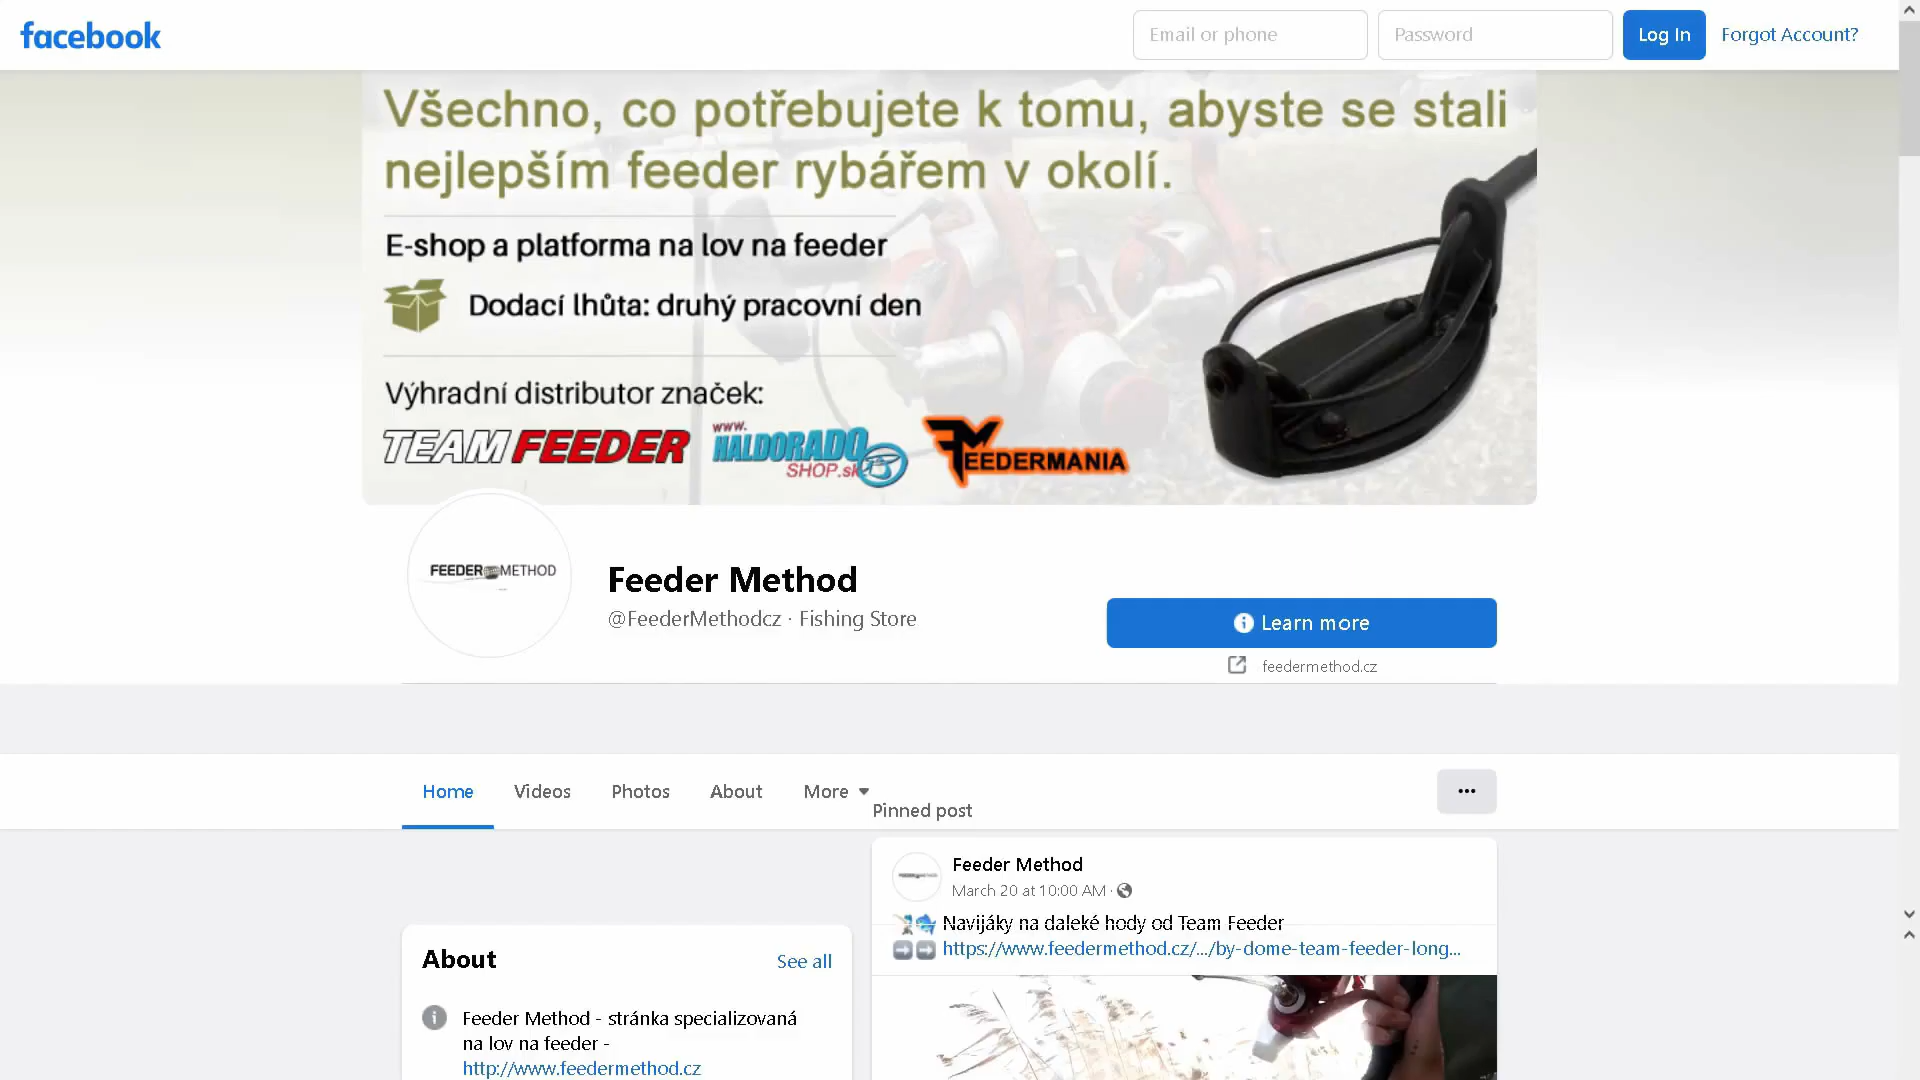 facebook
Email or phone
Password
Log In
Forgot Account?
Všechno, co potřebujete k tomu, abyste se stali
nejlepším feeder rybářem v okolí.
E-shop a platforma na lov na feeder
Dodací lhůta: druhý pracovní den
Výhradní distributor značek:
TEAM FEEDER
www.
HALDORADO
SHOP.sk
FEEDERMANIA
FEEDER METHOD
Feeder Method
@FeederMethodcz · Fishing Store
Learn more
feedermethod.cz
Home
Videos
Photos
About
More
Pinned post
Feeder Method
March 20 at 10:00 AM ·
Navijáky na daleké hody od Team Feeder
https://www.feedermethod.cz/.../by-dome-team-feeder-long...
About
See all
Feeder Method - stránka specializovaná
na lov na feeder -
http://www.feedermethod.cz